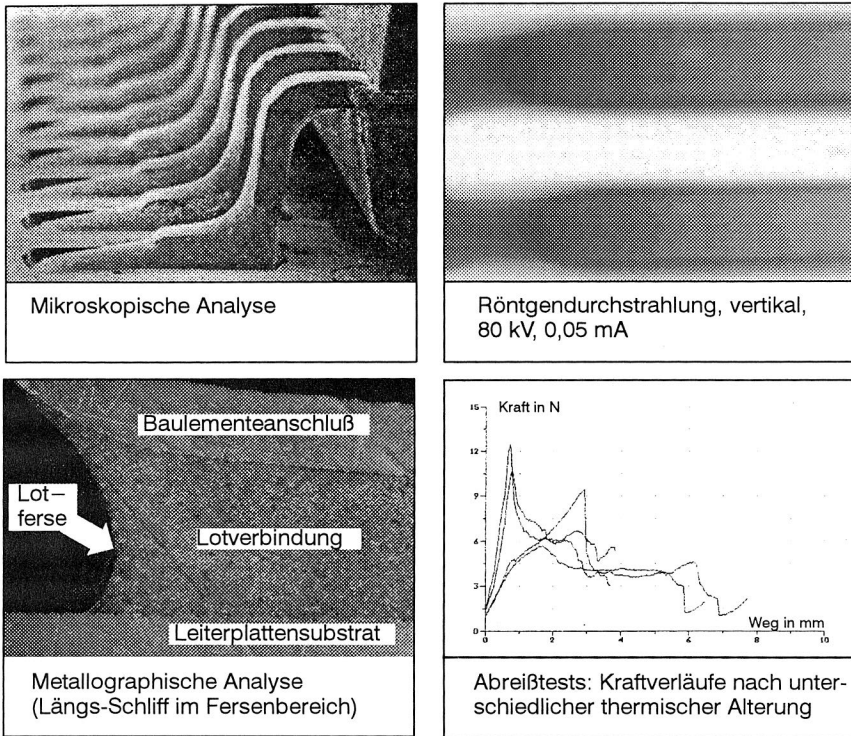 Mikroskopische Analyse
Röntgendurchstrahlung, vertikal,
80 kV, 0,05 mA
Baulementeanschluß
Lot–
ferse
Lotverbindung
Leiterplattensubstrat
Metallographische Analyse
(Längs-Schliff im Fersenbereich)
Kraft in N
15
12
9
6
3
0
Weg in mm
0 2 4 6 8 10
Abreißtests: Kraftverläufe nach unter-
schiedlicher thermischer Alterung